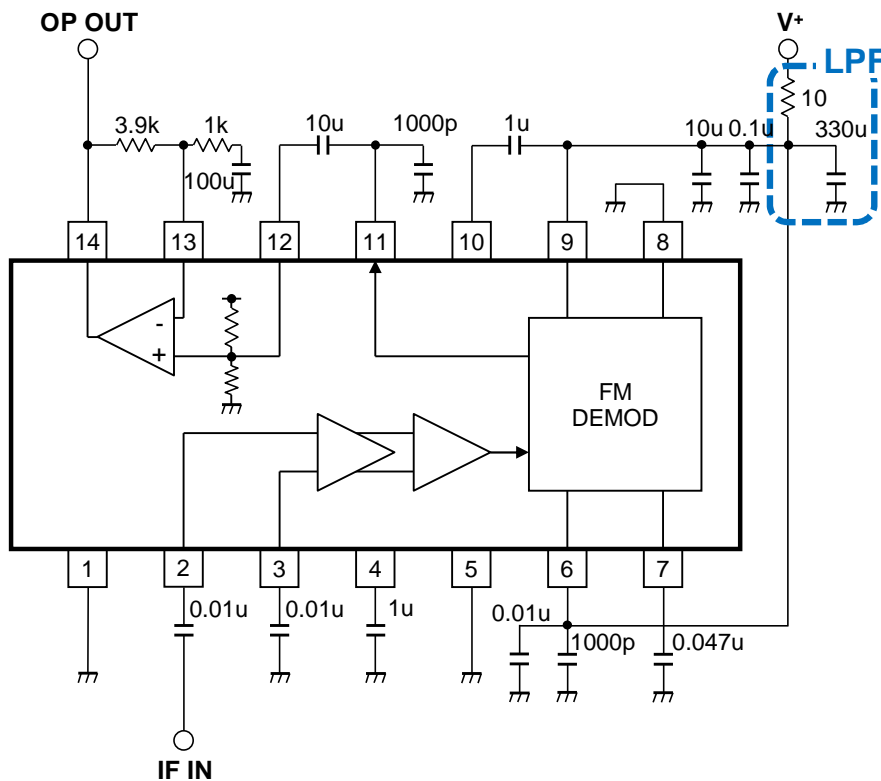 OP OUT
V+
LPF
10
3.9k
1k
10u
1000p
1u
10u
0.1u
330u
100u
14
13
12
11
10
9
8
-
+
FM
DEMOD
1
2
3
4
5
6
7
0.01u
0.01u
1u
0.01u
1000p
0.047u
IF IN